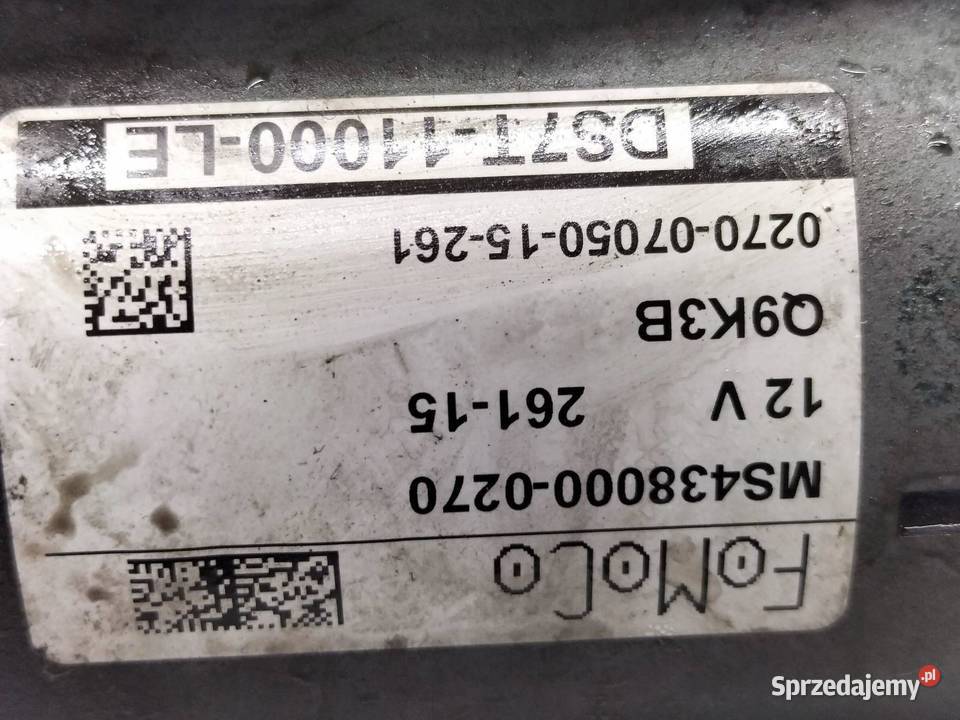 FoMoCo
MS438000-0270
12 V 261-15
Q9K3B
0270-07050-15-261
DS7T-11000-LE
Sprzedajemy.pl